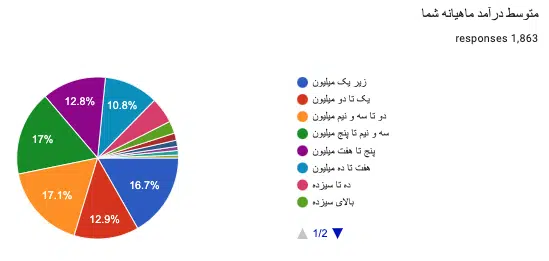 متوسط درآمد ماهیانه شما
1,863 responses
زیر یک میلیون
یک تا دو میلیون
دو تا سه و نیم میلیون
سه و نیم تا پنج میلیون
پنج تا هفت میلیون
هفت تا ده میلیون
ده تا سیزده
بالای سیزده
1/2
12.8%
10.8%
17%
17.1%
16.7%
12.9%